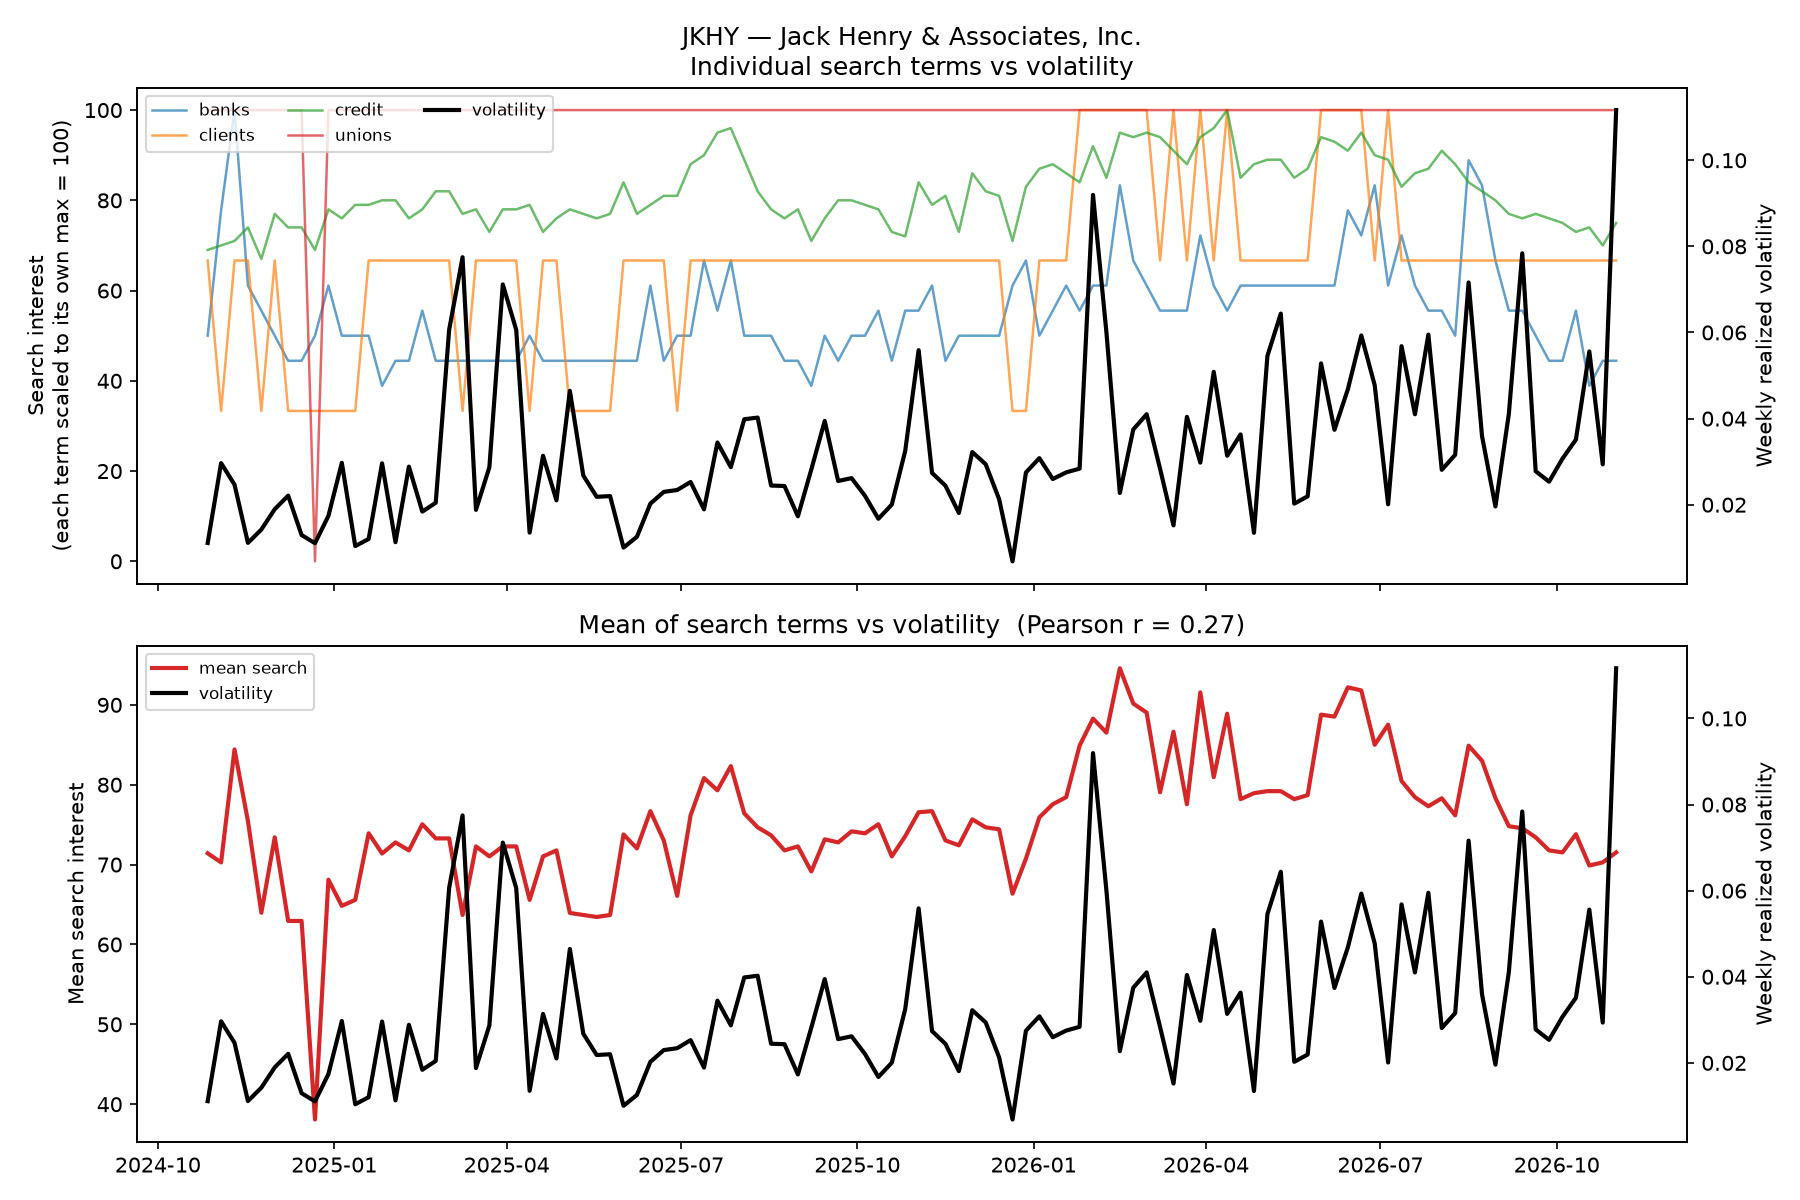 JKHY — Jack Henry & Associates, Inc.
Individual search terms vs volatility
banks
clients
credit
unions
volatility
Search interest
(each term scaled to its own max = 100)
100
80
60
40
20
0
Weekly realized volatility
0.10
0.08
0.06
0.04
0.02
Mean of search terms vs volatility (Pearson r = 0.27)
mean search
volatility
Mean search interest
90
80
70
60
50
40
Weekly realized volatility
0.10
0.08
0.06
0.04
0.02
2024-10
2025-01
2025-04
2025-07
2025-10
2026-01
2026-04
2026-07
2026-10